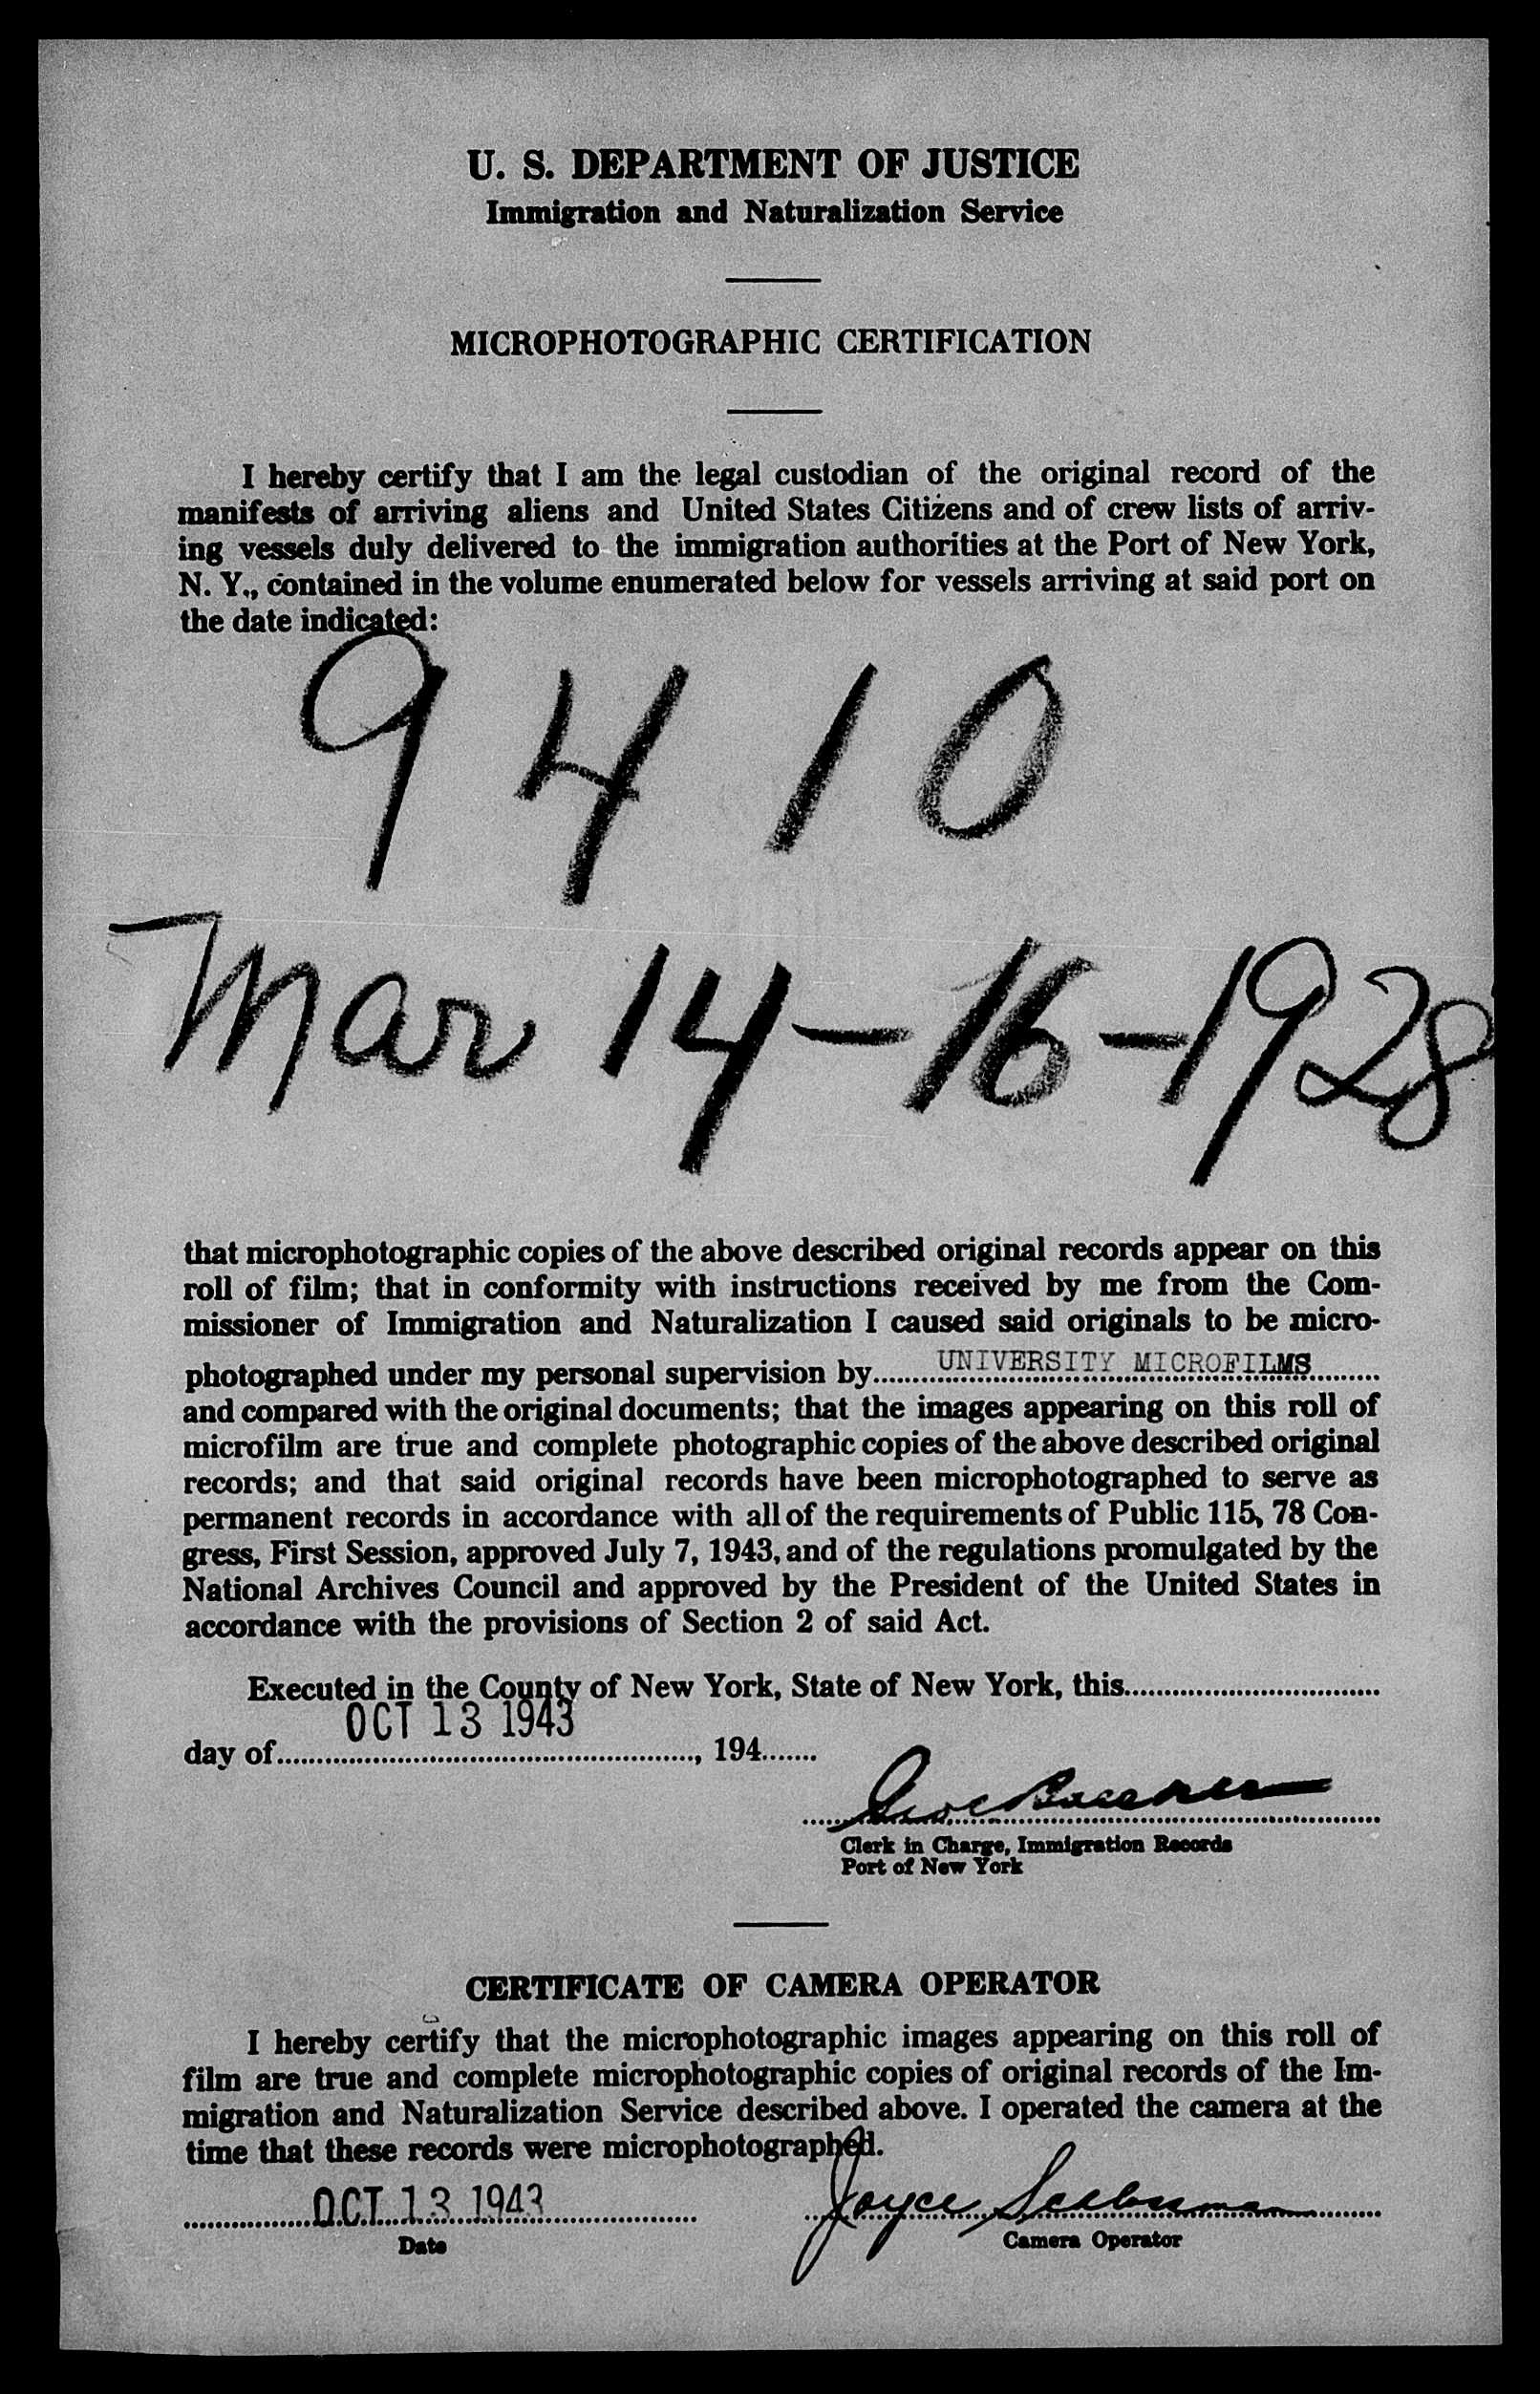 U. S. DEPARTMENT OF JUSTICE
Immigration and Naturalization Service
MICROPHOTOGRAPHIC CERTIFICATION
I hereby certify that I am the legal custodian of the original record of the
manifests of arriving aliens and United States Citizens and of crew lists of arriv-
ing vessels duly delivered to the immigration authorities at the Port of New York,
N. Y., contained in the volume enumerated below for vessels arriving at said port on
the date indicated:
9410
Mar 14-16-1928
that microphotographic copies of the above described original records appear on this
roll of film; that in conformity with instructions received by me from the Com-
missioner of Immigration and Naturalization I caused said originals to be micro-
photographed under my personal supervision by UNIVERSITY MICROFILMS
and compared with the original documents; that the images appearing on this roll of
microfilm are true and complete photographic copies of the above described original
records; and that said original records have been microphotographed to serve as
permanent records in accordance with all of the requirements of Public 115, 78 Con-
gress, First Session, approved July 7, 1943, and of the regulations promulgated by the
National Archives Council and approved by the President of the United States in
accordance with the provisions of Section 2 of said Act.
Executed in the County of New York, State of New York, this
OCT 13 1943
day of , 194
Clerk in Charge, Immigration Records
Port of New York
CERTIFICATE OF CAMERA OPERATOR
I hereby certify that the microphotographic images appearing on this roll of
film are true and complete microphotographic copies of original records of the Im-
migration and Naturalization Service described above. I operated the camera at the
time that these records were microphotographed.
OCT 13 1943 Joyce
Date Camera Operator